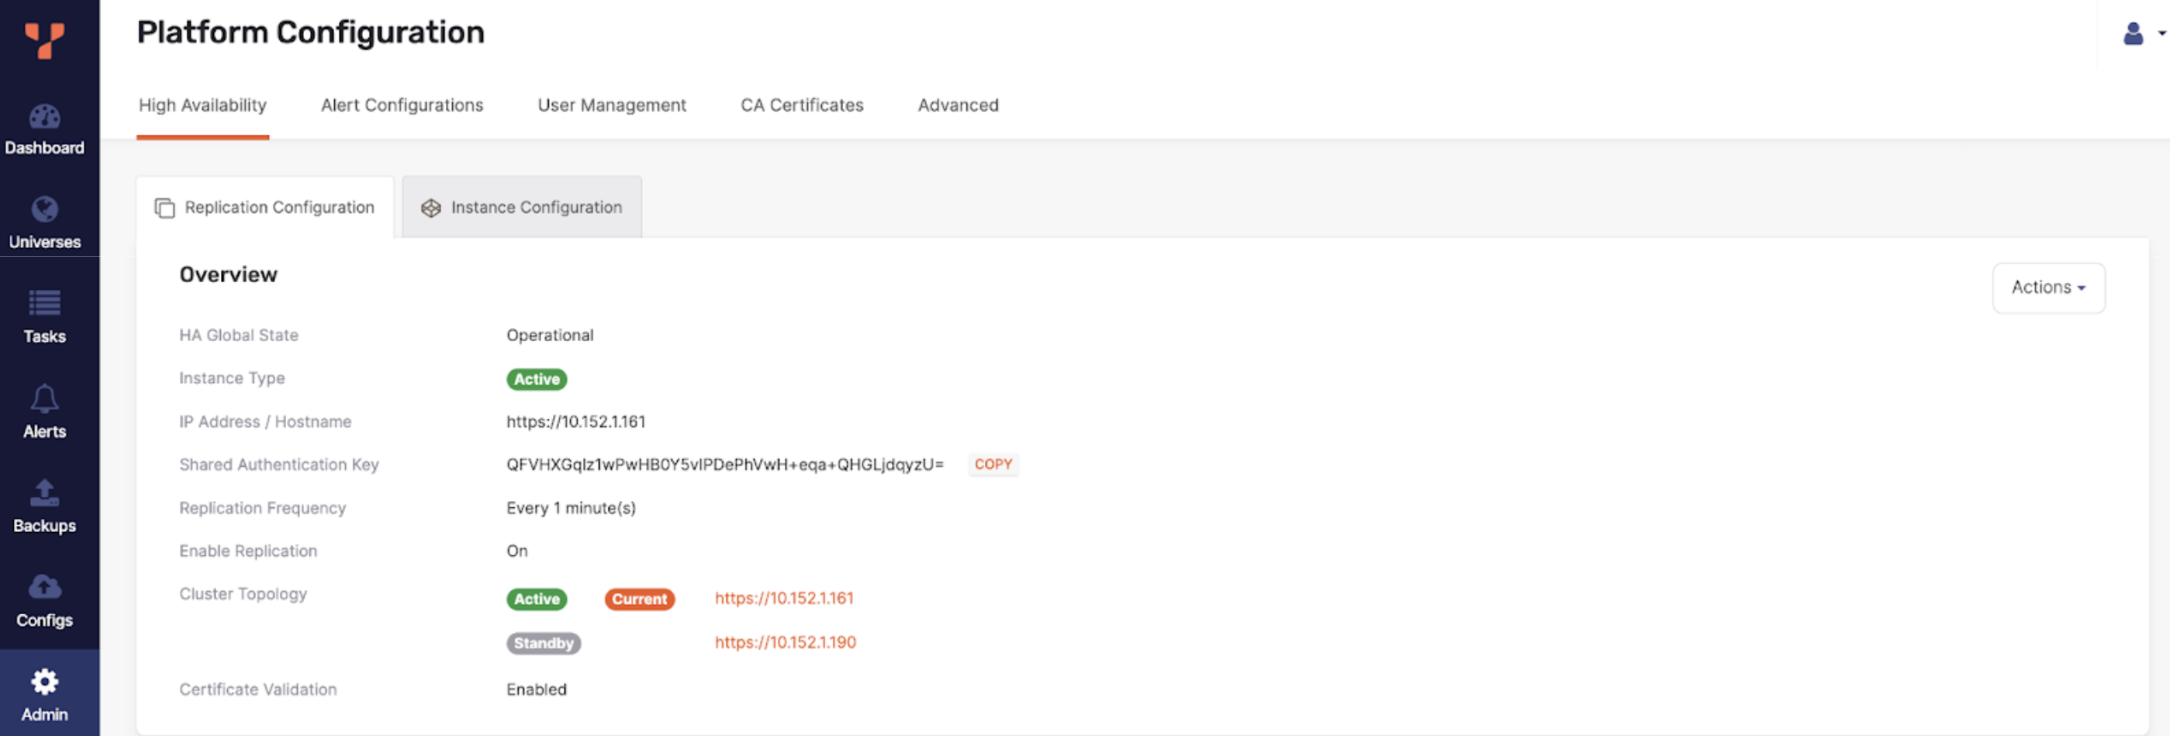 Platform Configuration
High Availability
Alert Configurations
User Management
CA Certificates
Advanced
Dashboard
Universes
Tasks
Alerts
Backups
Configs
Admin
Replication Configuration
Instance Configuration
Overview
Actions
HA Global State
Operational
Instance Type
Active
IP Address / Hostname
https://10.152.1.161
Shared Authentication Key
QFVHXGqIz1wPwHB0Y5vIPDePhVwH+eqa+QHGLjdqyzU=
COPY
Replication Frequency
Every 1 minute(s)
Enable Replication
On
Cluster Topology
Active
Current
https://10.152.1.161
Standby
https://10.152.1.190
Certificate Validation
Enabled